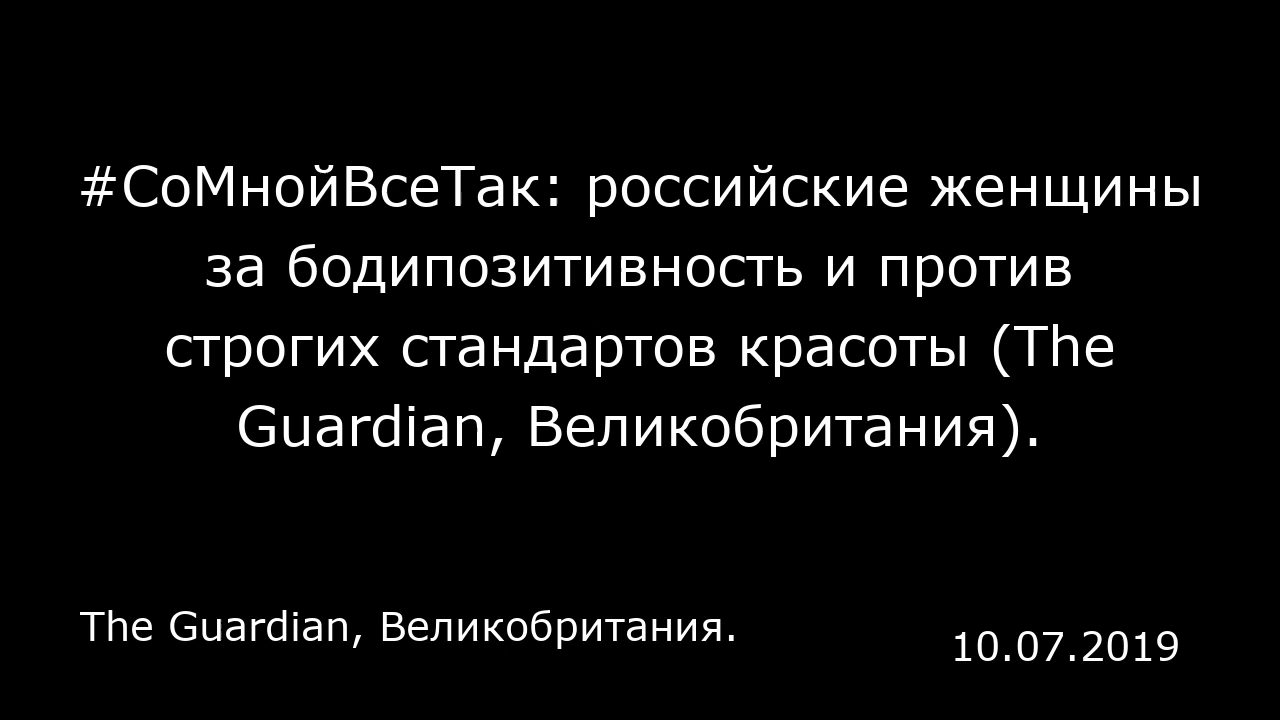 #СоМнойВсеТак: российские женщины
за бодипозитивность и против
строгих стандартов красоты (The
Guardian, Великобритания).
The Guardian, Великобритания.
10.07.2019